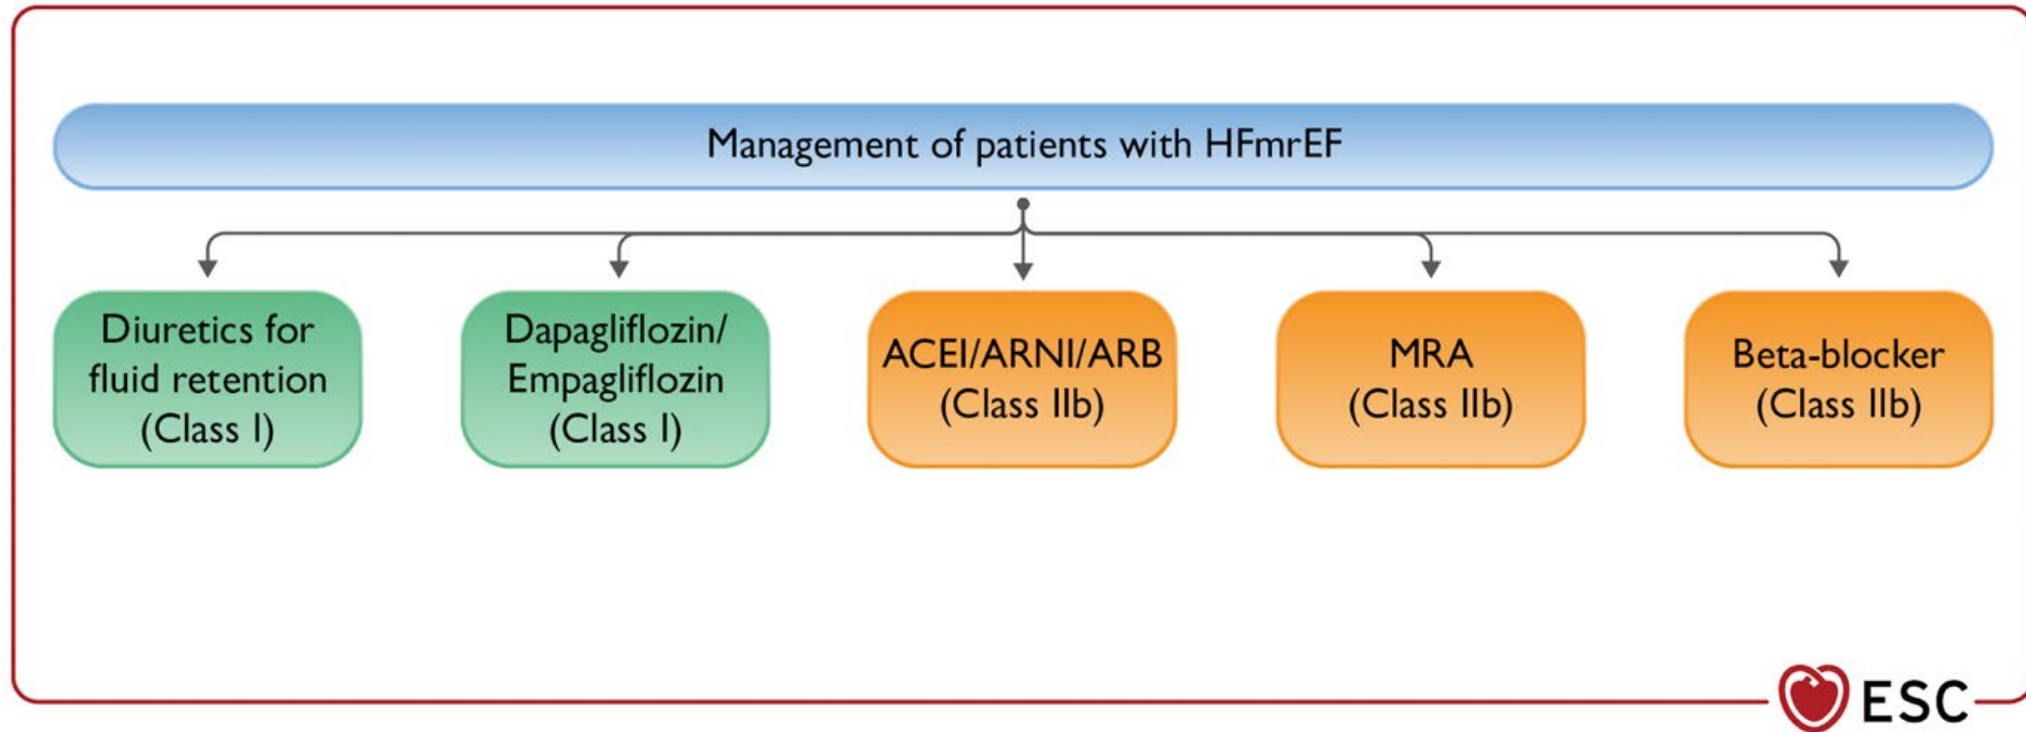 Management of patients with HFmrEF
Diuretics for
fluid retention
(Class I)
Dapagliflozin/
Empagliflozin
(Class I)
ACEI/ARNI/ARB
(Class IIb)
MRA
(Class IIb)
Beta-blocker
(Class IIb)
ESC